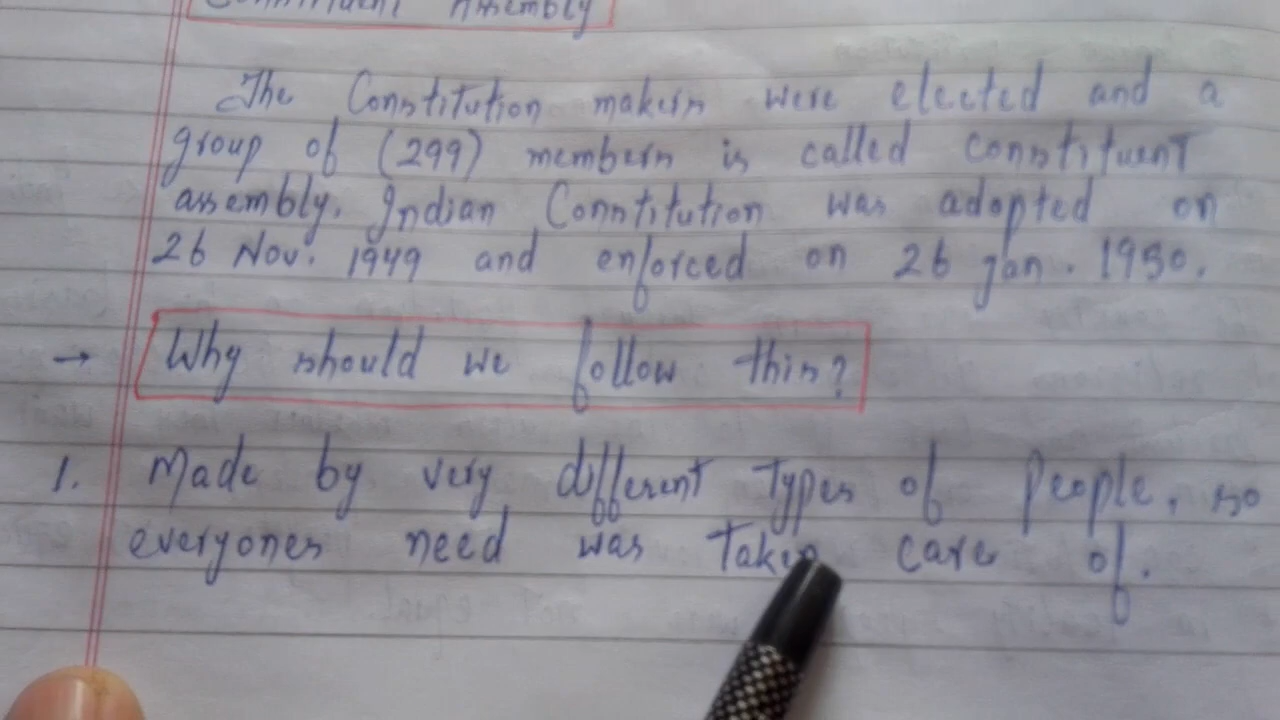 Constituent Assembly
The Constitution makers were elected and a
group of (299) members is called constituent
assembly. Indian Constitution was adopted on
26 Nov. 1949 and enforced on 26 Jan. 1950.
→ Why should we follow this?
1. Made by very different Types of People, so
everyones need was Taken care of.